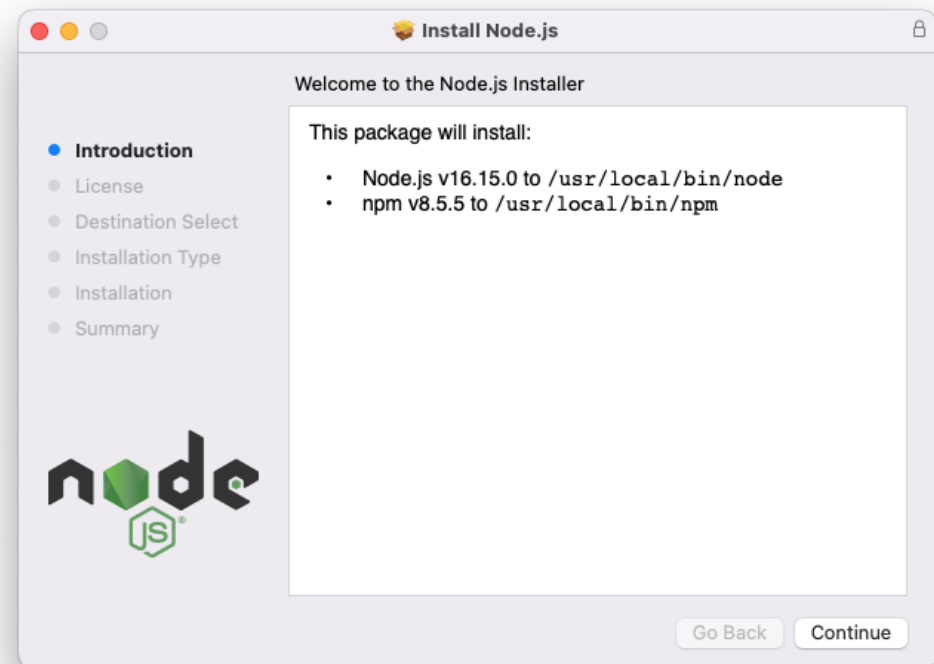 Install Node.js
Welcome to the Node.js Installer
Introduction
License
Destination Select
Installation Type
Installation
Summary
This package will install:
• Node.js v16.15.0 to /usr/local/bin/node
• npm v8.5.5 to /usr/local/bin/npm
node
JS®
Go Back
Continue